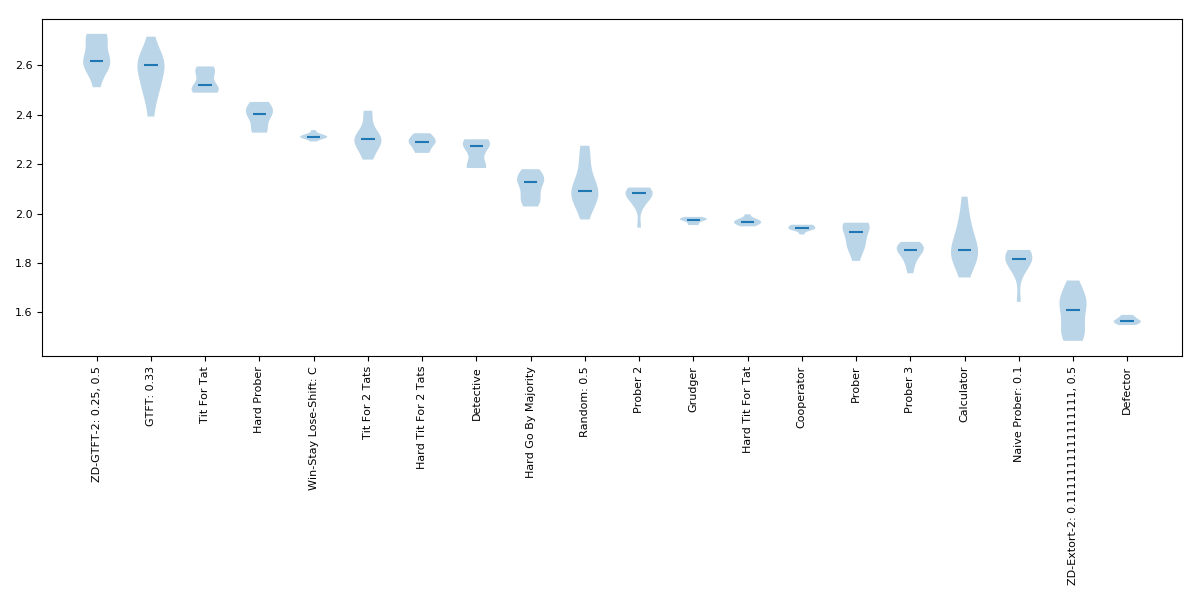 2.6
2.4
2.2
2.0
1.8
1.6
ZD-GTFT-2: 0.25, 0.5
GTFT: 0.33
Tit For Tat
Hard Prober
Win-Stay Lose-Shift: C
Tit For 2 Tats
Hard Tit For 2 Tats
Detective
Hard Go By Majority
Random: 0.5
Prober 2
Grudger
Hard Tit For Tat
Cooperator
Prober
Prober 3
Calculator
Naive Prober: 0.1
ZD-Extort-2: 0.1111111111111111, 0.5
Defector